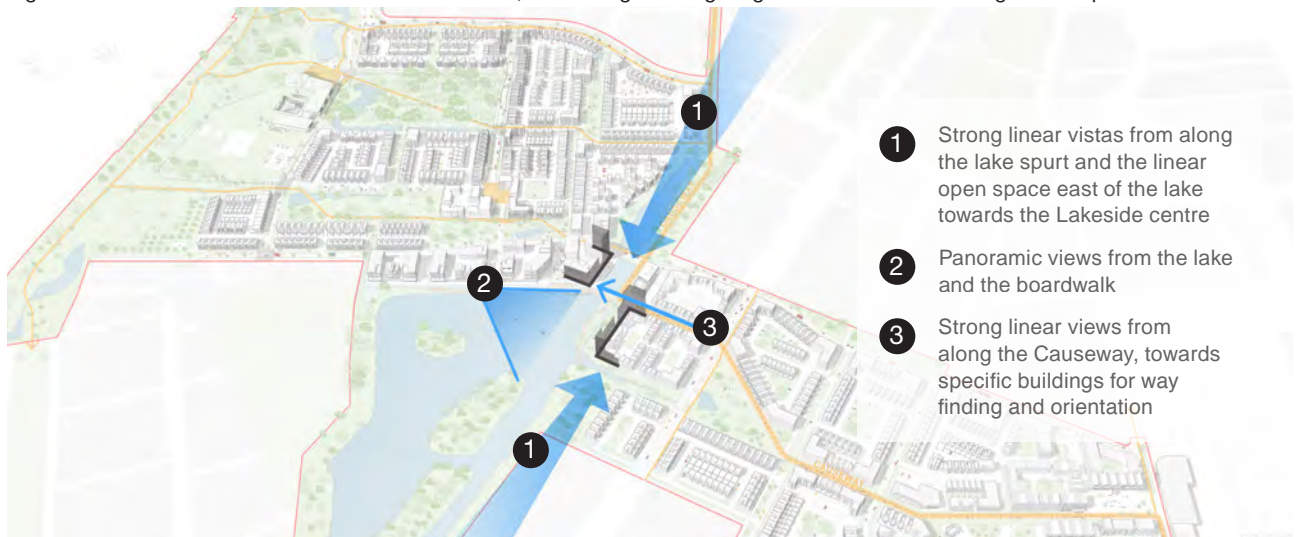 1
1
Strong linear vistas from along
the lake spurt and the linear
open space east of the lake
towards the Lakeside centre
2
Panoramic views from the lake
and the boardwalk
3
Strong linear views from
along the Causeway, towards
specific buildings for way
finding and orientation
2
3
1